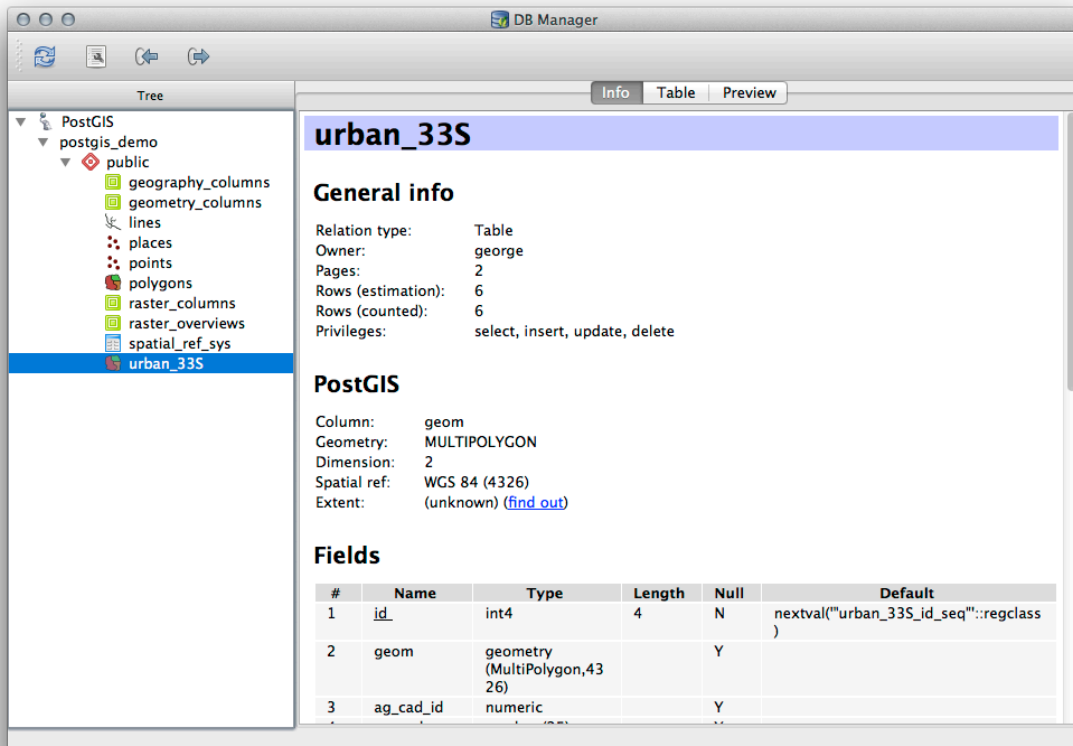 DB Manager
Tree
Info Table Preview
PostGIS
postgis_demo
public
geography_columns
geometry_columns
lines
places
points
polygons
raster_columns
raster_overviews
spatial_ref_sys
urban_33S
urban_33S
General info
Relation type: Table
Owner: george
Pages: 2
Rows (estimation): 6
Rows (counted): 6
Privileges: select, insert, update, delete
PostGIS
Column: geom
Geometry: MULTIPOLYGON
Dimension: 2
Spatial ref: WGS 84 (4326)
Extent: (unknown) (find out)
Fields
# Name Type Length Null Default
1 id int4 4 N nextval('"urban_33S_id_seq"'::regclass
)
2 geom geometry Y
(MultiPolygon,43
26)
3 ag_cad_id numeric Y